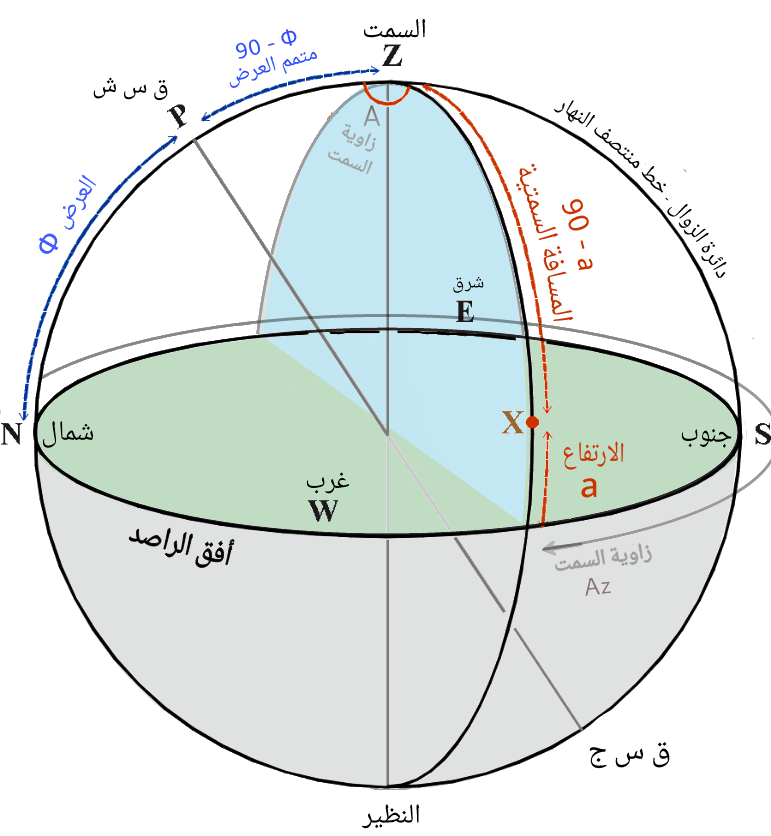 السمت
Z
90 - Φ
متمم العرض
ق س ش
P
A
زاوية
السمت
دائرة الزوال - خط منتصف النهار
90 - a
المسافة السمتية
العرض Φ
شرق
E
N
شمال
X
جنوب
S
الارتفاع
a
غرب
W
أفق الراصد
زاوية السمت
Az
ق س ج
النظير